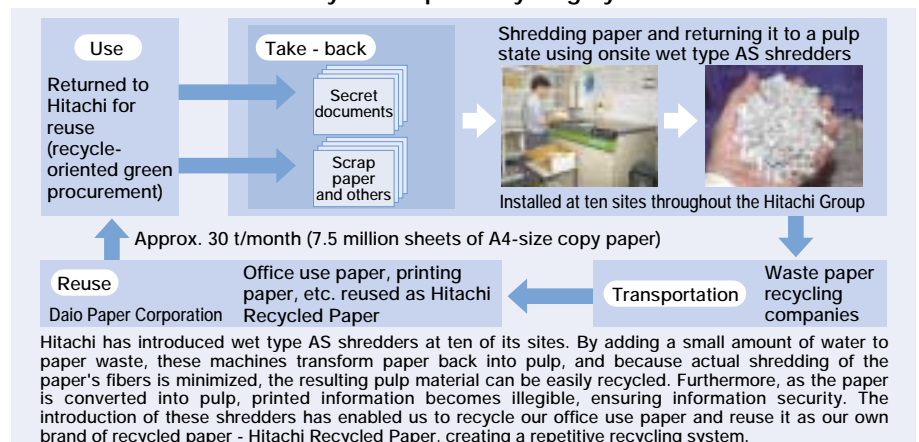 Use
Returned to
Hitachi for
reuse
(recycle-
oriented green
procurement)
Take - back
Secret
documents
Scrap
paper
and others
Shredding paper and returning it to a pulp
state using onsite wet type AS shredders
Installed at ten sites throughout the Hitachi Group
Approx. 30 t/month (7.5 million sheets of A4-size copy paper)
Reuse
Daio Paper Corporation
Office use paper, printing
paper, etc. reused as Hitachi
Recycled Paper
Transportation
Waste paper
recycling
companies
Hitachi has introduced wet type AS shredders at ten of its sites. By adding a small amount of water to
paper waste, these machines transform paper back into pulp, and because actual shredding of the
paper's fibers is minimized, the resulting pulp material can be easily recycled. Furthermore, as the paper
is converted into pulp, printed information becomes illegible, ensuring information security. The
introduction of these shredders has enabled us to recycle our office use paper and reuse it as our own
brand of recycled paper - Hitachi Recycled Paper, creating a repetitive recycling system.